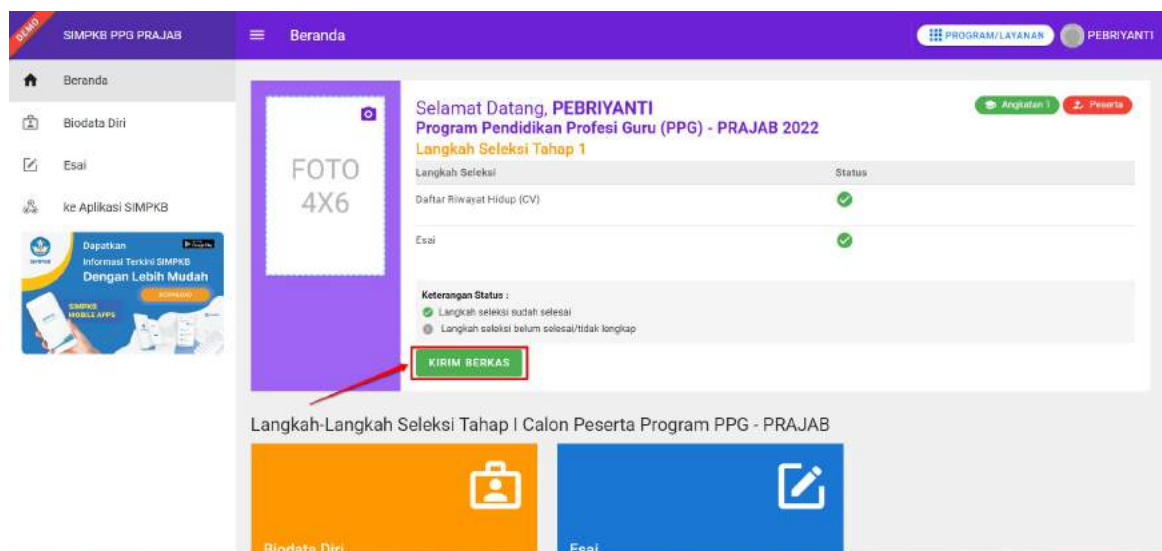 DEMO
SIMPKB PPG PRAJAB
Beranda
PROGRAM/LAYANAN
PEBRIYANTI
Beranda
Biodata Diri
Esai
ke Aplikasi SIMPKB
Dapatkan
Informasi Terkini SIMPKB
Dengan Lebih Mudah
DOWNLOAD
SIMPKB
MOBILE APPS
FOTO
4X6
Selamat Datang, PEBRIYANTI
Angkatan 1
Peserta
Program Pendidikan Profesi Guru (PPG) - PRAJAB 2022
Langkah Seleksi Tahap 1
Langkah Seleksi Status
Daftar Riwayat Hidup (CV)
Esai
Keterangan Status :
Langkah seleksi sudah selesai
Langkah seleksi belum selesai/tidak lengkap
KIRIM BERKAS
Langkah-Langkah Seleksi Tahap I Calon Peserta Program PPG - PRAJAB
Biodata Diri
Esai